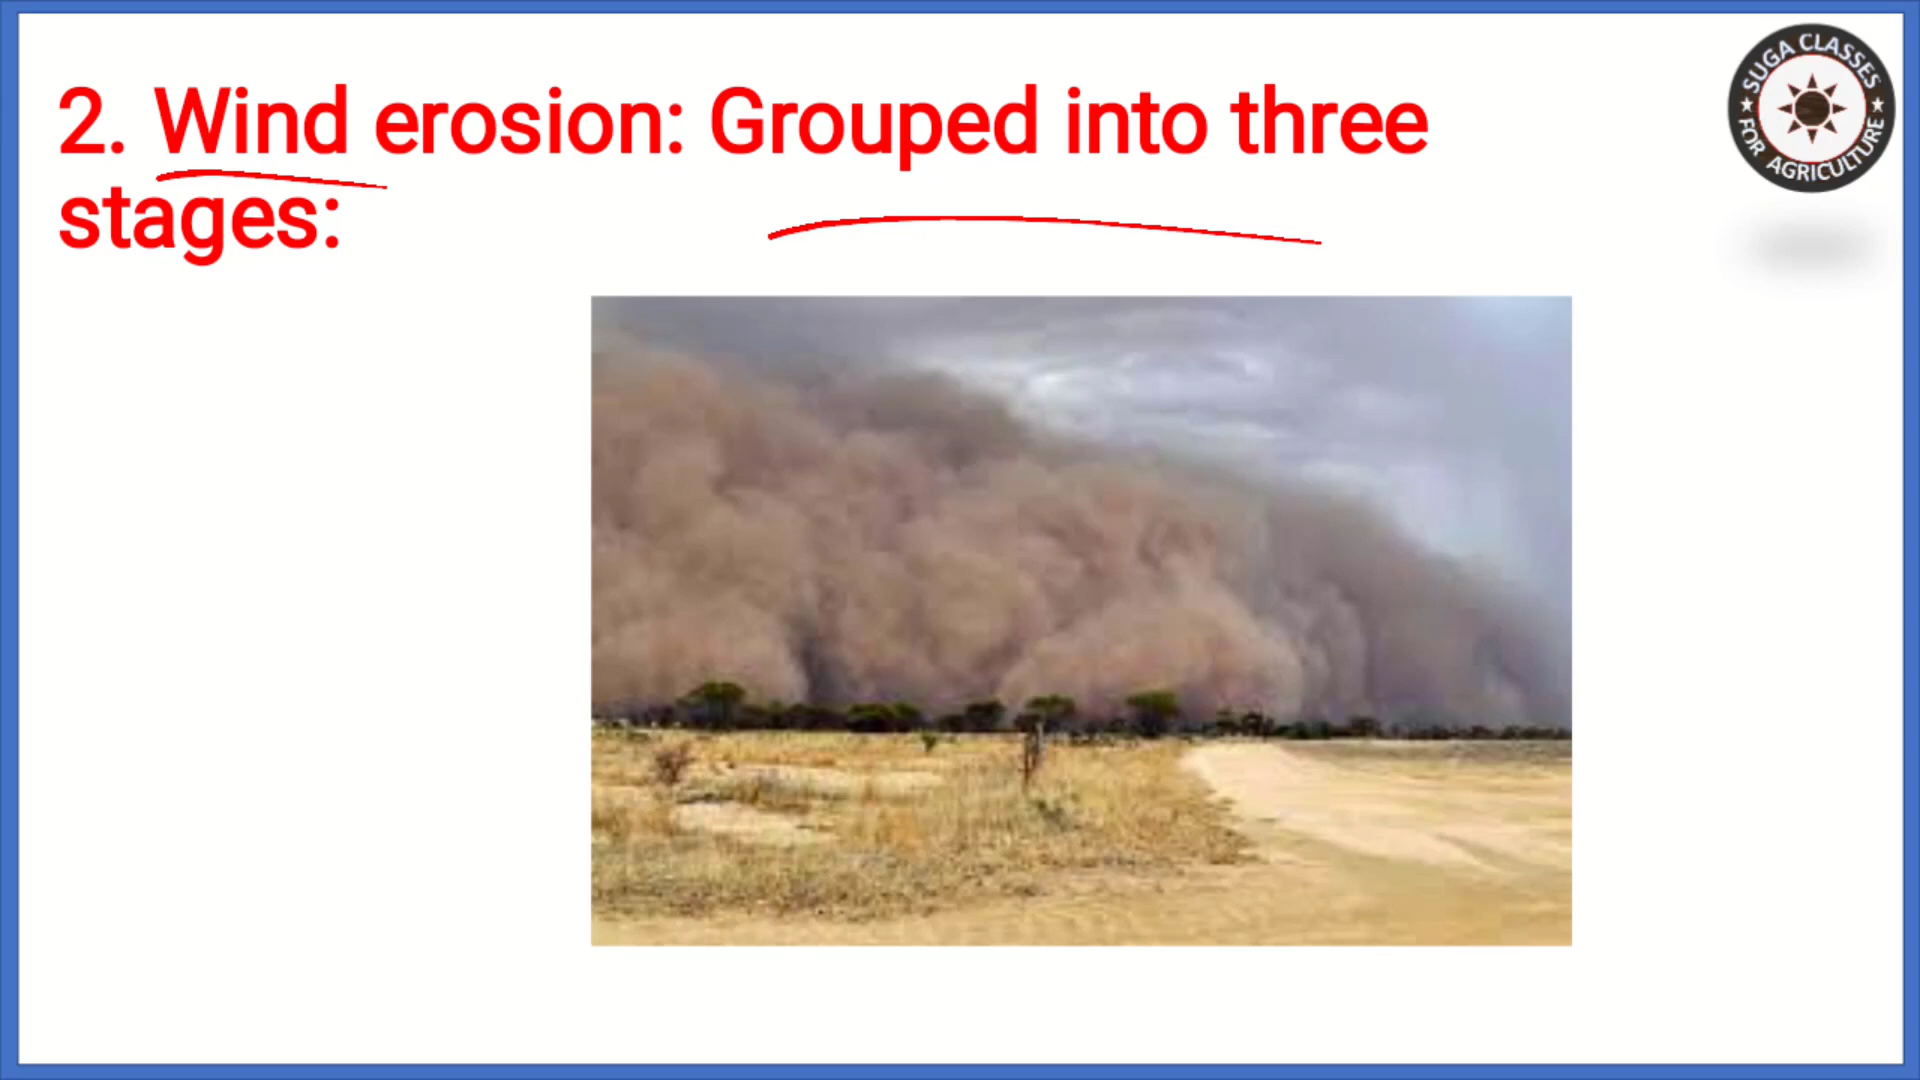 2. Wind erosion: Grouped into three
stages:
SUGA CLASSES
FOR AGRICULTURE